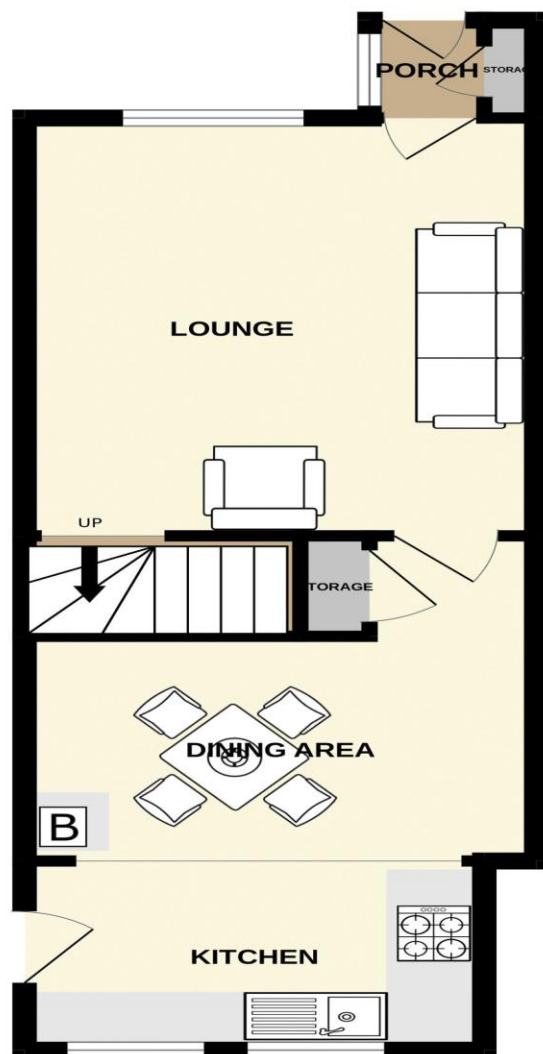 PORCH
STORAG
LOUNGE
UP
TORAGE
DINING AREA
B
KITCHEN